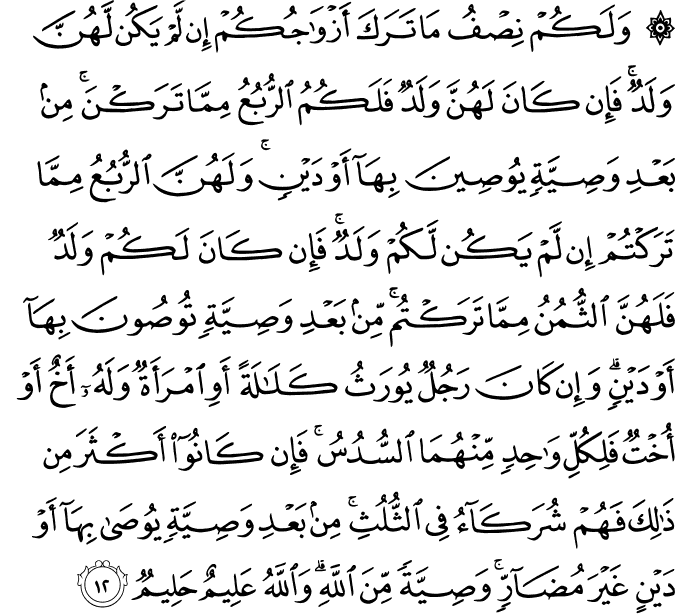 ۞ وَلَكُمۡ نِصۡفُ مَا تَرَكَ أَزۡوَٰجُكُمۡ إِن لَّمۡ يَكُن لَّهُنَّ
وَلَدٞۚ فَإِن كَانَ لَهُنَّ وَلَدٞ فَلَكُمُ ٱلرُّبُعُ مِمَّا تَرَكۡنَۚ مِنۢ
بَعۡدِ وَصِيَّةٖ يُوصِينَ بِهَآ أَوۡ دَيۡنٖۚ وَلَهُنَّ ٱلرُّبُعُ مِمَّا
تَرَكۡتُمۡ إِن لَّمۡ يَكُن لَّكُمۡ وَلَدٞۚ فَإِن كَانَ لَكُمۡ وَلَدٞ
فَلَهُنَّ ٱلثُّمُنُ مِمَّا تَرَكۡتُمۚ مِّنۢ بَعۡدِ وَصِيَّةٖ تُوصُونَ بِهَآ
أَوۡ دَيۡنٖۗ وَإِن كَانَ رَجُلٞ يُورَثُ كَلَٰلَةً أَوِ ٱمۡرَأَةٞ وَلَهُۥٓ أَخٌ أَوۡ
أُخۡتٞ فَلِكُلِّ وَٰحِدٖ مِّنۡهُمَا ٱلسُّدُسُۚ فَإِن كَانُوٓاْ أَكۡثَرَ مِن
ذَٰلِكَ فَهُمۡ شُرَكَآءُ فِي ٱلثُّلُثِۚ مِنۢ بَعۡدِ وَصِيَّةٖ يُوصَىٰ بِهَآ أَوۡ
دَيۡنٍ غَيۡرَ مُضَآرّٖۚ وَصِيَّةٗ مِّنَ ٱللَّهِۗ وَٱللَّهُ عَلِيمٌ حَلِيمٞ ١٢